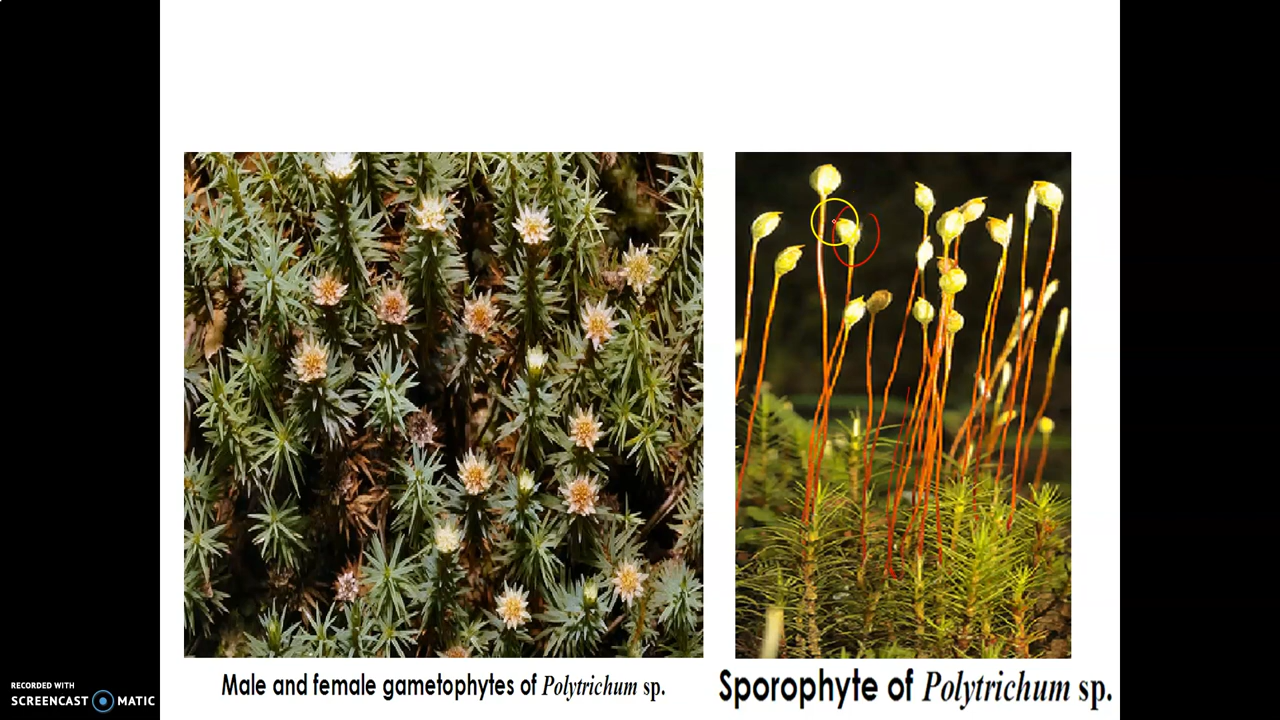 Male and female gametophytes of Polytrichum sp.
Sporophyte of Polytrichum sp.
RECORDED WITH
SCREENCAST MATIC